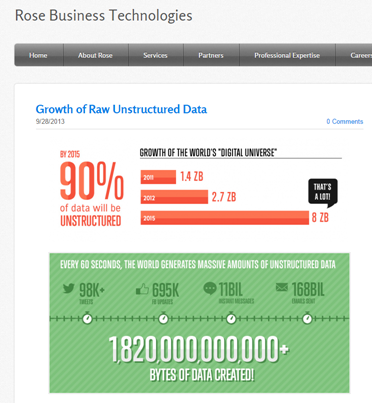 Rose Business Technologies
Home About Rose Services Partners Professional Expertise Careers
Growth of Raw Unstructured Data
9/28/2013 0 Comments
BY 2015
90%
of data will be
UNSTRUCTURED
GROWTH OF THE WORLD'S "DIGITAL UNIVERSE"
2011 1.4 ZB
2012 2.7 ZB
2015 8 ZB
THAT'S
A LOT!
EVERY 60 SECONDS, THE WORLD GENERATES MASSIVE AMOUNTS OF UNSTRUCTURED DATA
98K+ 695K 11BIL 168BIL
TWEETS FB UPDATES INSTANT MESSAGES EMAILS SENT
1,820,000,000,000+
BYTES OF DATA CREATED!